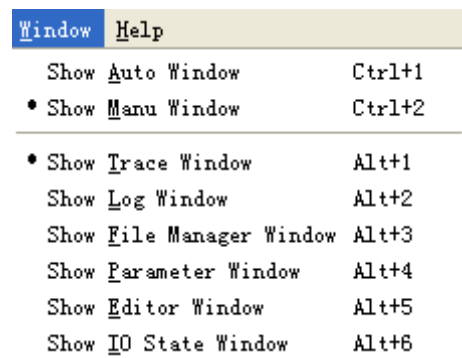 Window Help
Show Auto Window Ctrl+1
• Show Manu Window Ctrl+2
• Show Trace Window Alt+1
Show Log Window Alt+2
Show File Manager Window Alt+3
Show Parameter Window Alt+4
Show Editor Window Alt+5
Show IO State Window Alt+6